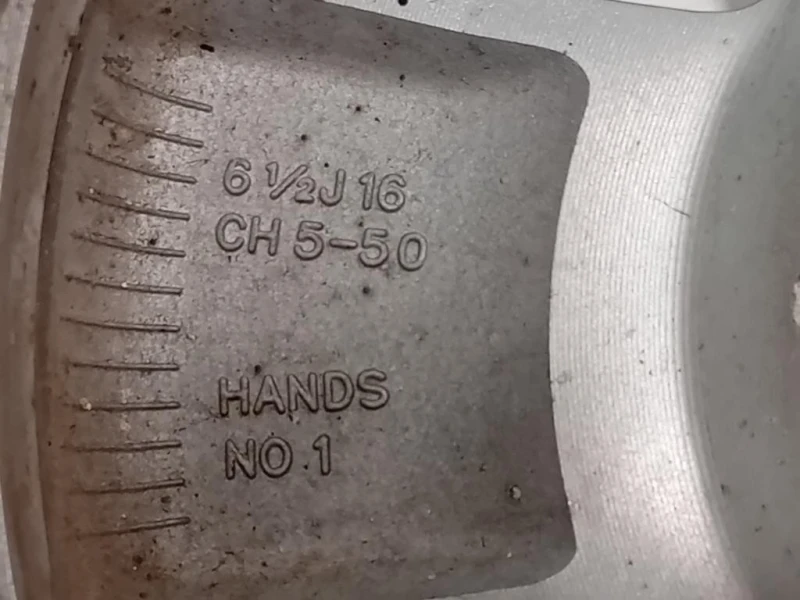 6 ½J 16
CH 5-50
HANDS
NO.1